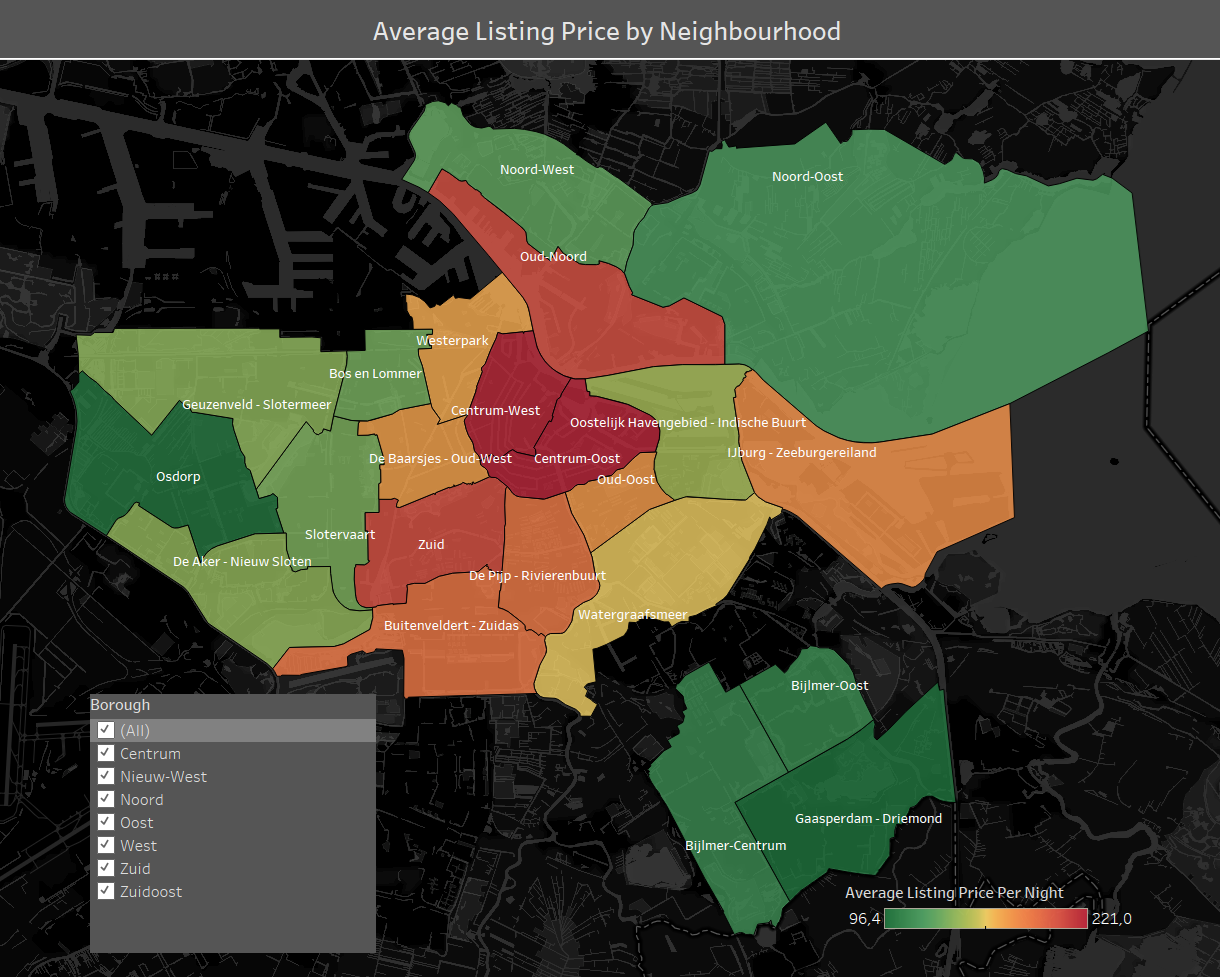 Average Listing Price by Neighbourhood
Noord-West
Noord-Oost
Oud-Noord
Westerpark
Bos en Lommer
Geuzenveld - Slotermeer
Centrum-West
Oostelijk Havengebied - Indische Buurt
IJburg - Zeeburgereiland
De Baarsjes - Oud-West
Centrum-Oost
Osdorp
Oud-Oost
Slotervaart
Zuid
De Aker - Nieuw Sloten
De Pijp - Rivierenbuurt
Watergraafsmeer
Buitenveldert - Zuidas
Bijlmer-Oost
Gaasperdam - Driemond
Bijlmer-Centrum
Borough
(All)
Centrum
Nieuw-West
Noord
Oost
West
Zuid
Zuidoost
Average Listing Price Per Night
96,4 221,0